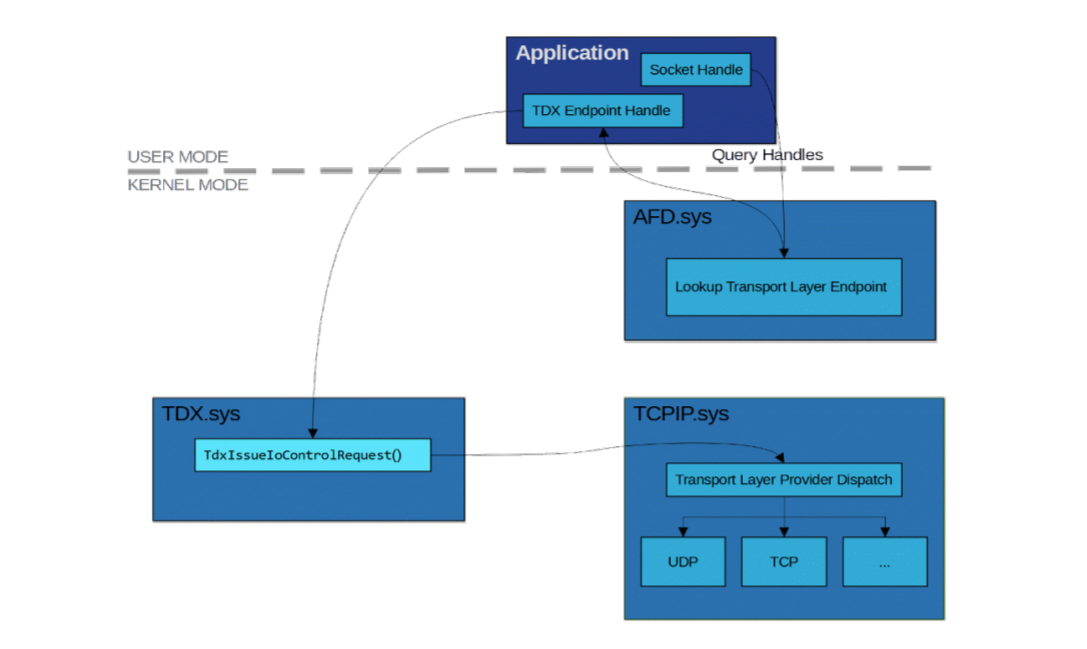 Application
Socket Handle
TDX Endpoint Handle
USER MODE
Query Handles
KERNEL MODE
AFD.sys
Lookup Transport Layer Endpoint
TDX.sys
TdxIssueIoControlRequest()
TCPIP.sys
Transport Layer Provider Dispatch
UDP
TCP
...